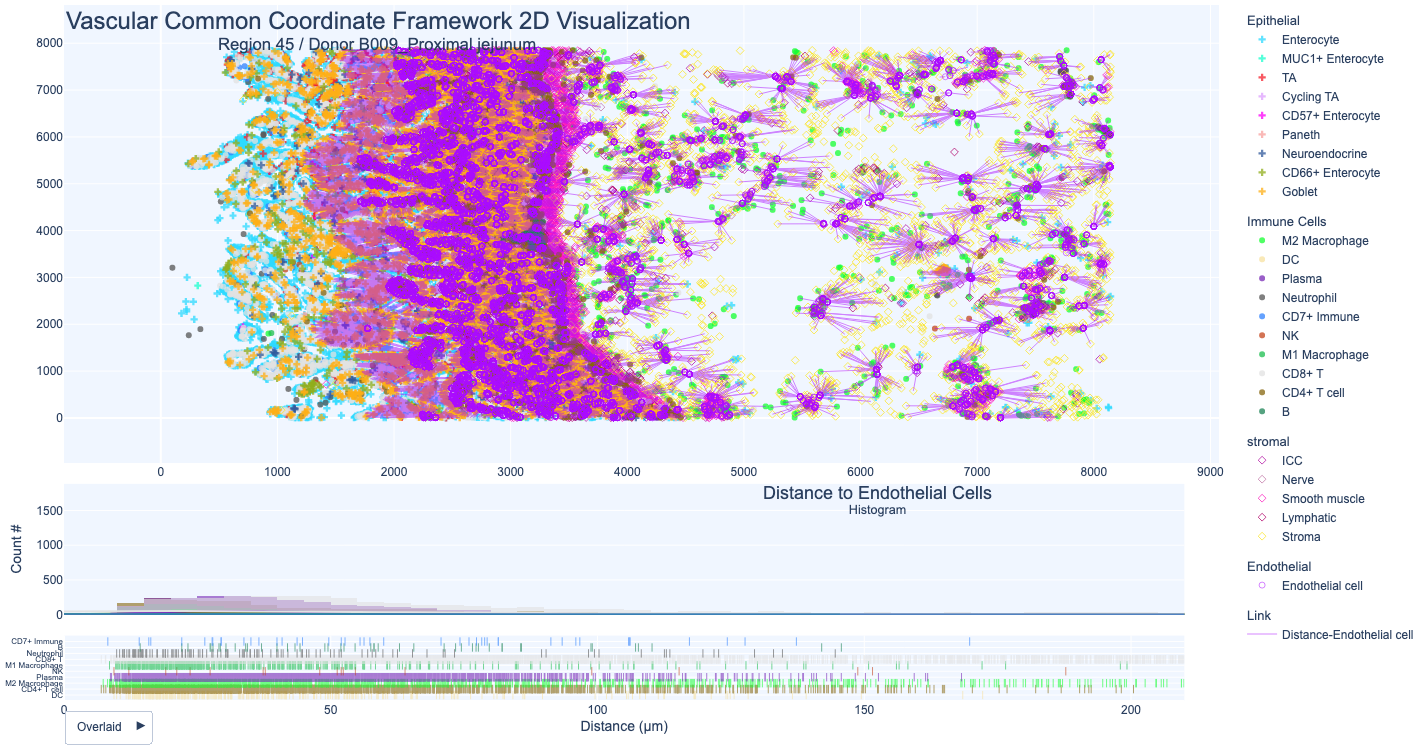 Vascular Common Coordinate Framework 2D Visualization
Region 45 / Donor B009_ Proximal jejunum
8000
7000
6000
5000
4000
3000
2000
1000
0
0 1000 2000 3000 4000 5000 6000 7000 8000 9000
Epithelial
Enterocyte
MUC1+ Enterocyte
TA
Cycling TA
CD57+ Enterocyte
Paneth
Neuroendocrine
CD66+ Enterocyte
Goblet
Immune Cells
M2 Macrophage
DC
Plasma
Neutrophil
CD7+ Immune
NK
M1 Macrophage
CD8+ T
CD4+ T cell
B
stromal
ICC
Nerve
Smooth muscle
Lymphatic
Stroma
Endothelial
Endothelial cell
Link
Distance-Endothelial cell
Distance to Endothelial Cells
Histogram
Count #
1500
1000
500
0
CD7+ Immune
B
Neutrophil
CD8+ T
M1 Macrophage
NK
Plasma
M2 Macrophage
CD4+ T cell
DC
0 50 100 150 200
Distance (μm)
Overlaid ►